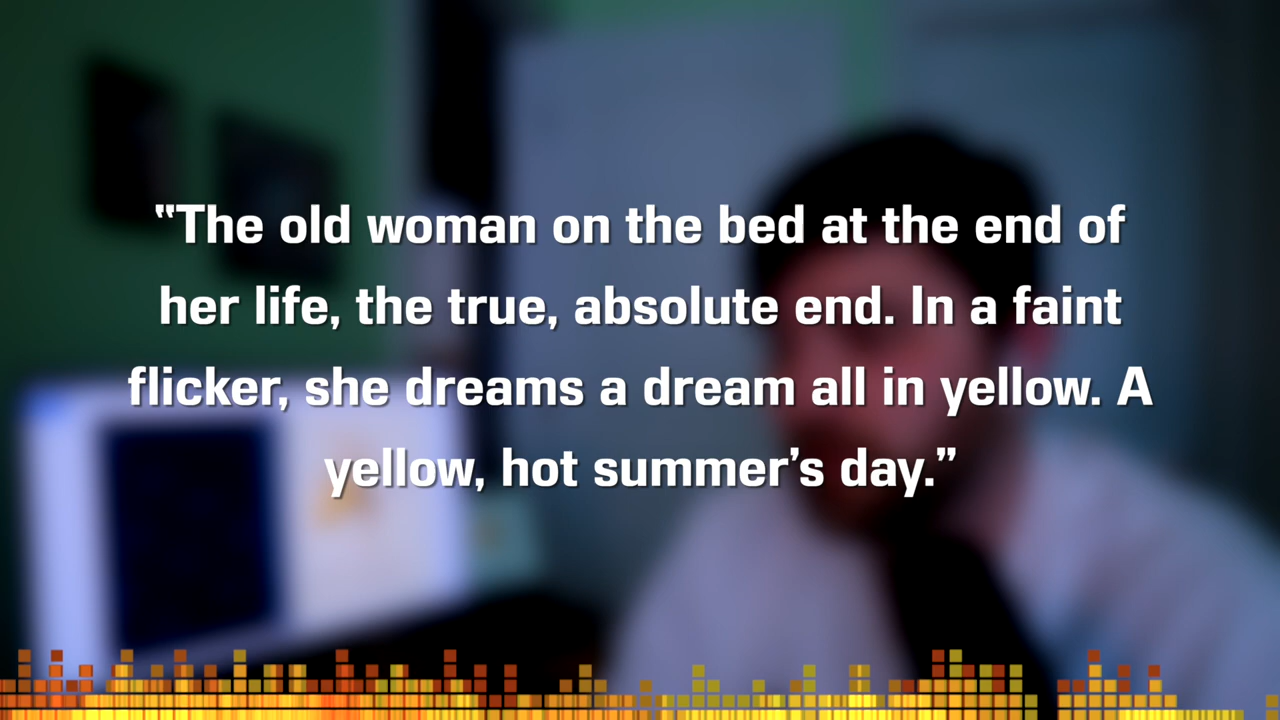 “The old woman on the bed at the end of
her life, the true, absolute end. In a faint
flicker, she dreams a dream all in yellow. A
yellow, hot summer’s day.”